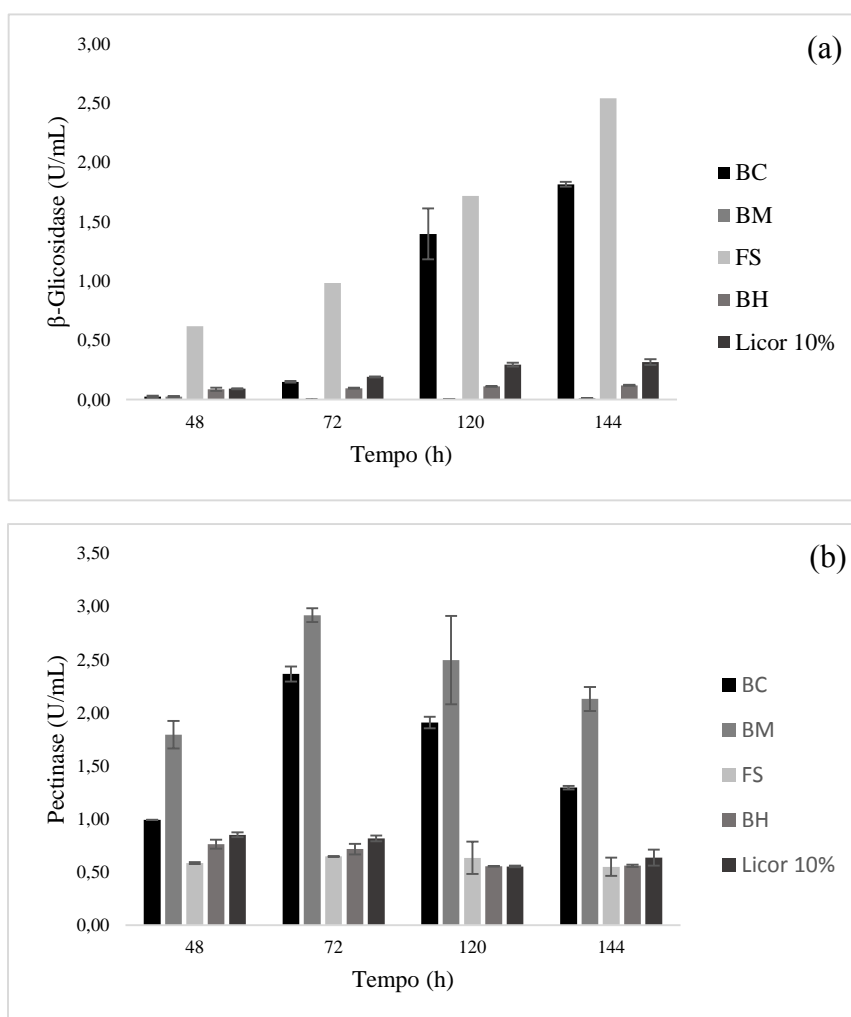 (a)
β-Glicosidase (U/mL)
3,00
2,50
2,00
1,50
1,00
0,50
0,00
48 72 120 144
Tempo (h)
BC
BM
FS
BH
Licor 10%
(b)
Pectinase (U/mL)
3,50
3,00
2,50
2,00
1,50
1,00
0,50
0,00
48 72 120 144
Tempo (h)
BC
BM
FS
BH
Licor 10%